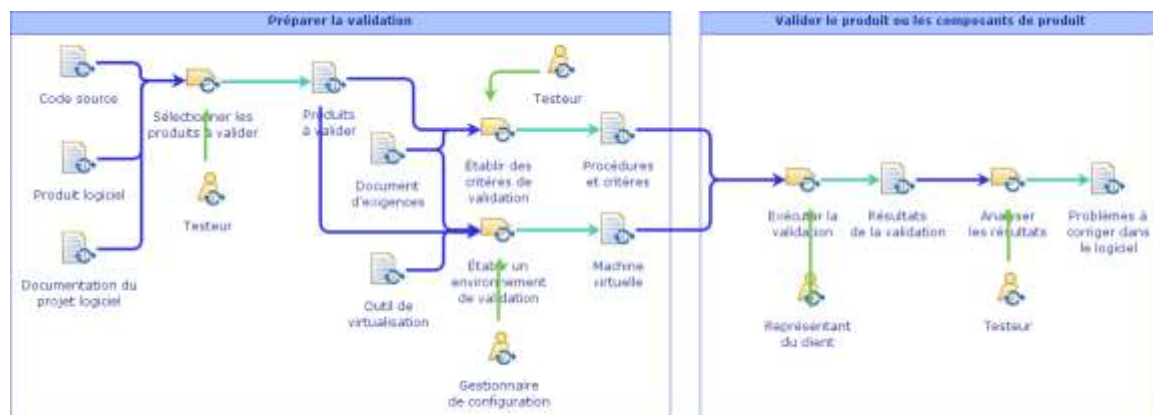 Préparer la validation
Valider le produit ou les composants de produit
Code source
Sélectionner les
produits à valider
Produits
à valider
Testeur
Produit logiciel
Testeur
Document
d'exigences
Établir des
critères de
validation
Procédures
et critères
Exécuter la
validation
Résultats
de la validation
Analyser
les résultats
Problèmes à
corriger dans
le logiciel
Documentation du
projet logiciel
Outil de
virtualisation
Établir un
environnement
de validation
Machine
virtuelle
Représentant
du client
Testeur
Gestionnaire
de configuration